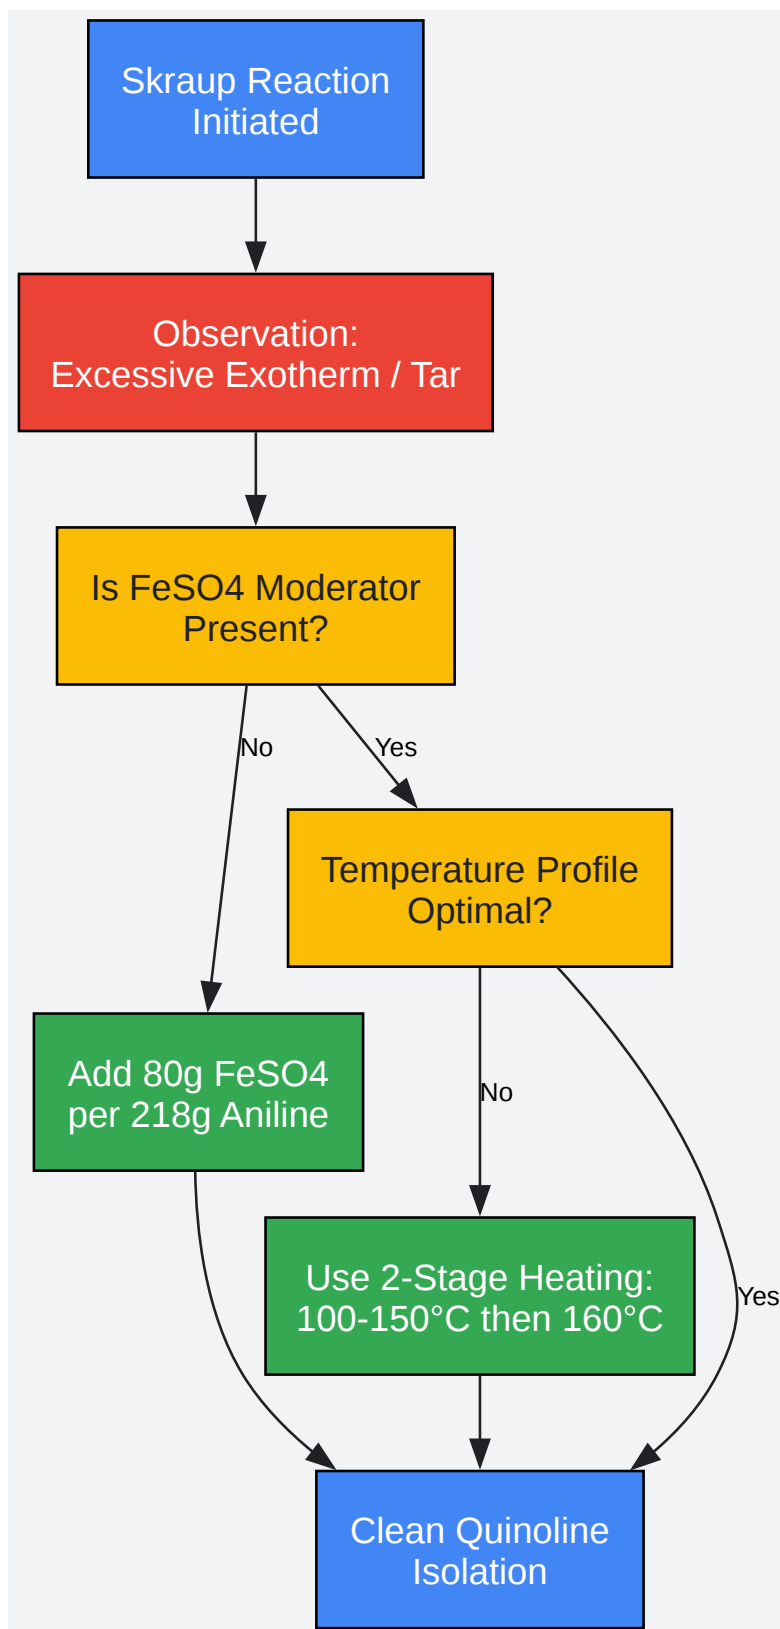 Skraup Reaction
Initiated
Observation:
Excessive Exotherm / Tar
Is FeSO4 Moderator
Present?
No
Yes
Temperature Profile
Optimal?
Add 80g FeSO4
per 218g Aniline
No
Use 2-Stage Heating:
100-150°C then 160°C
Yes
Clean Quinoline
Isolation